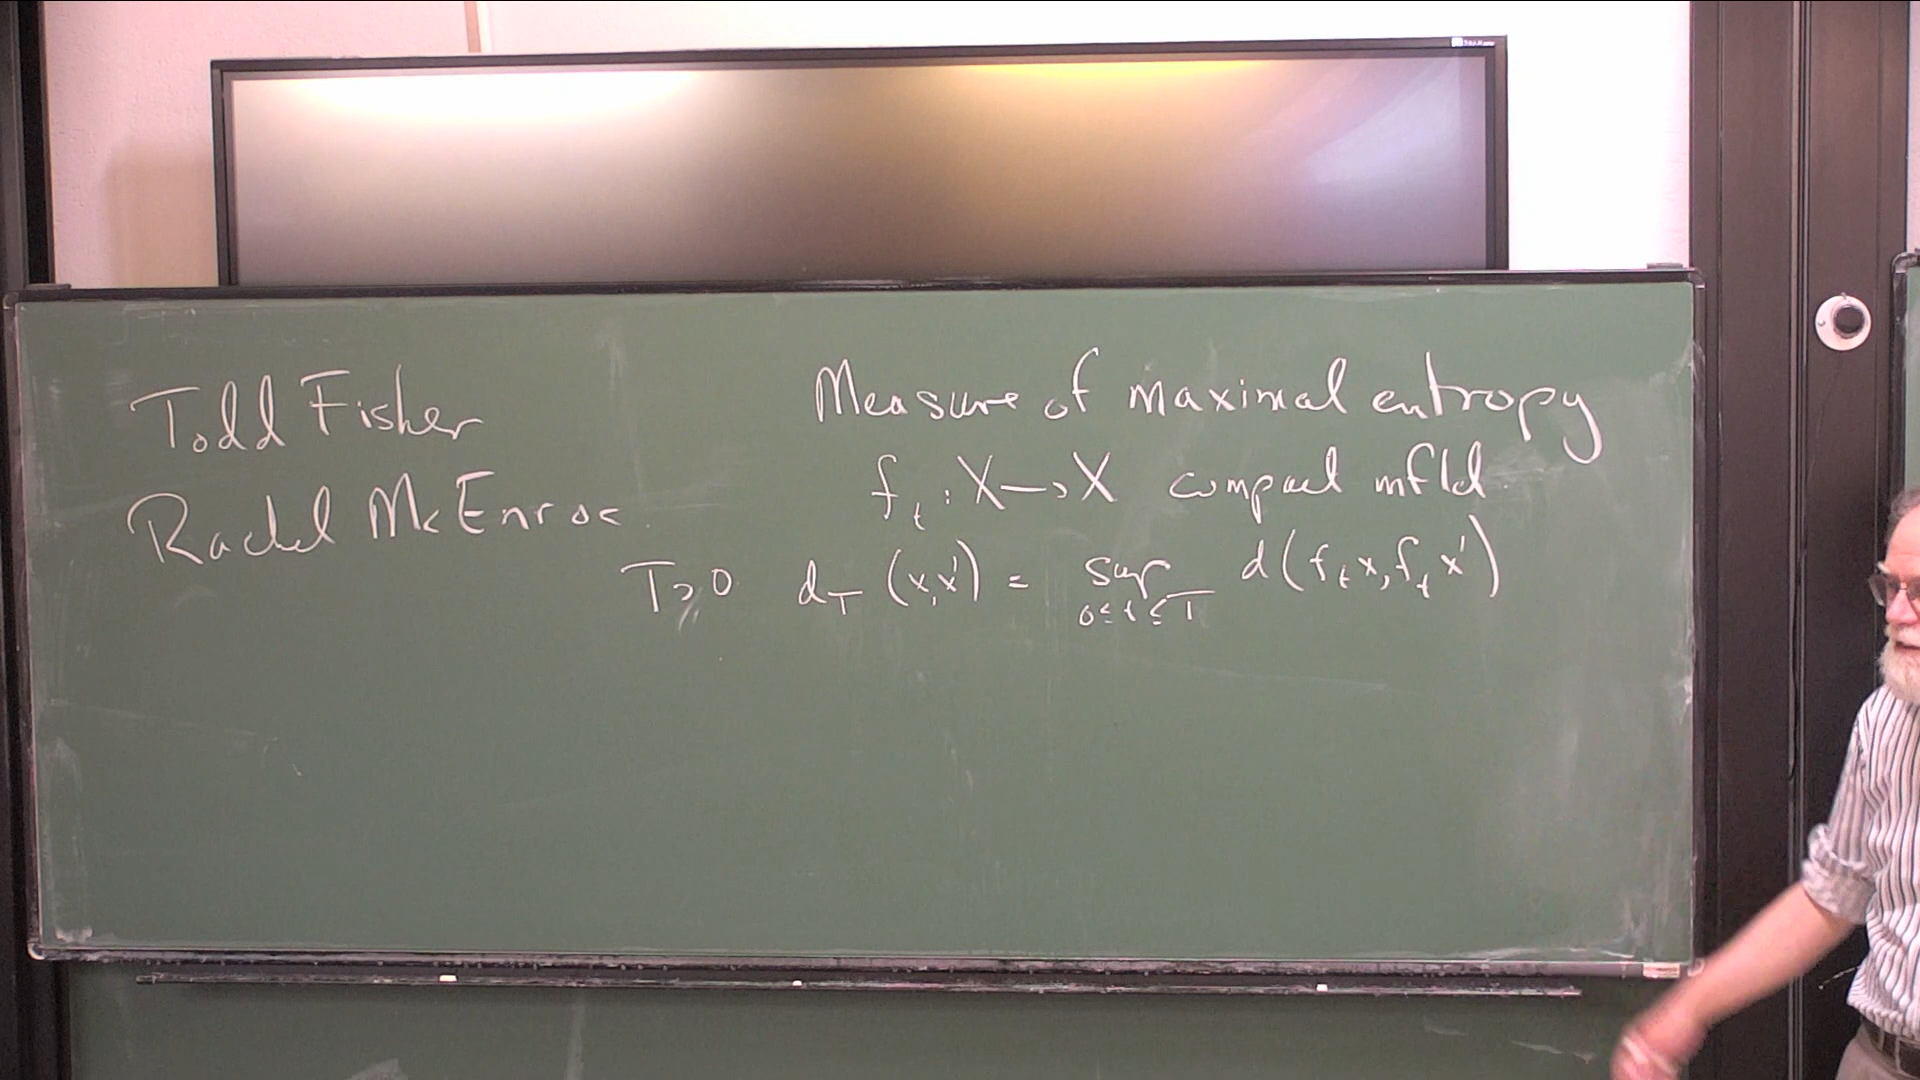 Todd Fisher
Rachel McEnroe
Measure of maximal entropy
f_t : X → X compact mfld
T>0 d_T (x,x') = sup_{0≤t≤T} d(f_t x, f_t x')